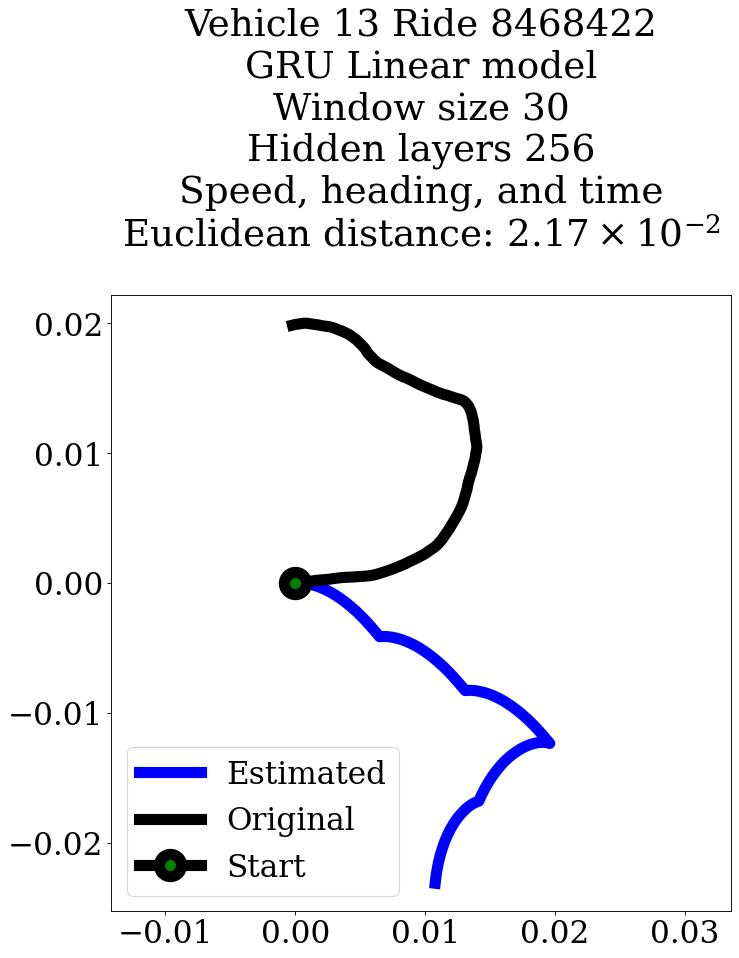 Vehicle 13 Ride 8468422
GRU Linear model
Window size 30
Hidden layers 256
Speed, heading, and time
Euclidean distance: 2.17 × 10⁻²
0.02
0.01
0.00
−0.01
−0.02
Estimated
Original
Start
−0.01 0.00 0.01 0.02 0.03